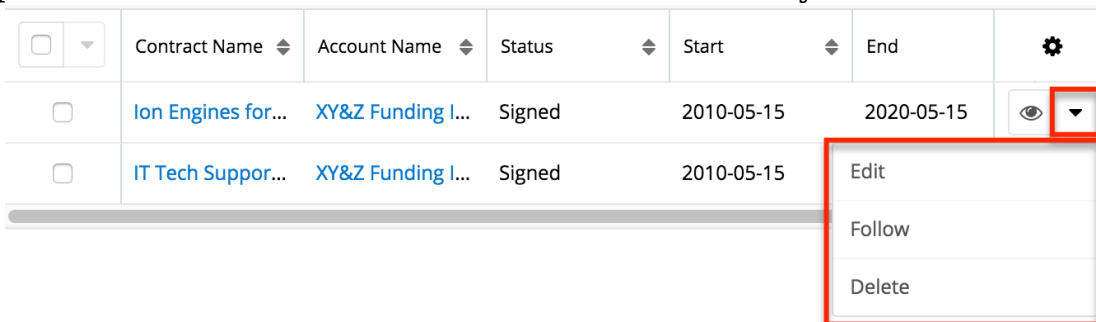 Contract Name Account Name Status Start End
Ion Engines for... XY&Z Funding I... Signed 2010-05-15 2020-05-15
IT Tech Suppor... XY&Z Funding I... Signed 2010-05-15
Edit
Follow
Delete